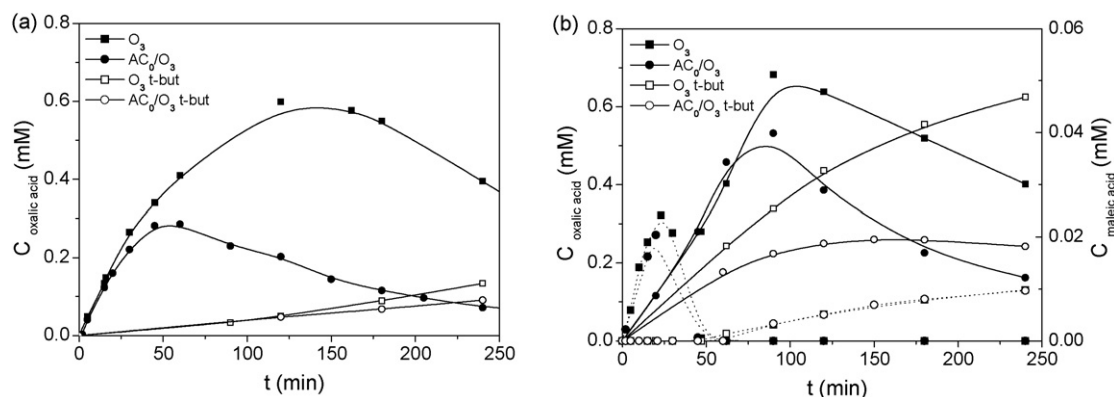 (a)
0.8
0.6
0.4
0.2
0.0
C oxalic acid (mM)
O3
AC0/O3
O3 t-but
AC0/O3 t-but
0 50 100 150 200 250
t (min)
(b)
0.8
0.6
0.4
0.2
0.0
C oxalic acid (mM)
O3
AC0/O3
O3 t-but
AC0/O3 t-but
0 50 100 150 200 250
t (min)
0.06
0.04
0.02
0.00
C maleic acid (mM)